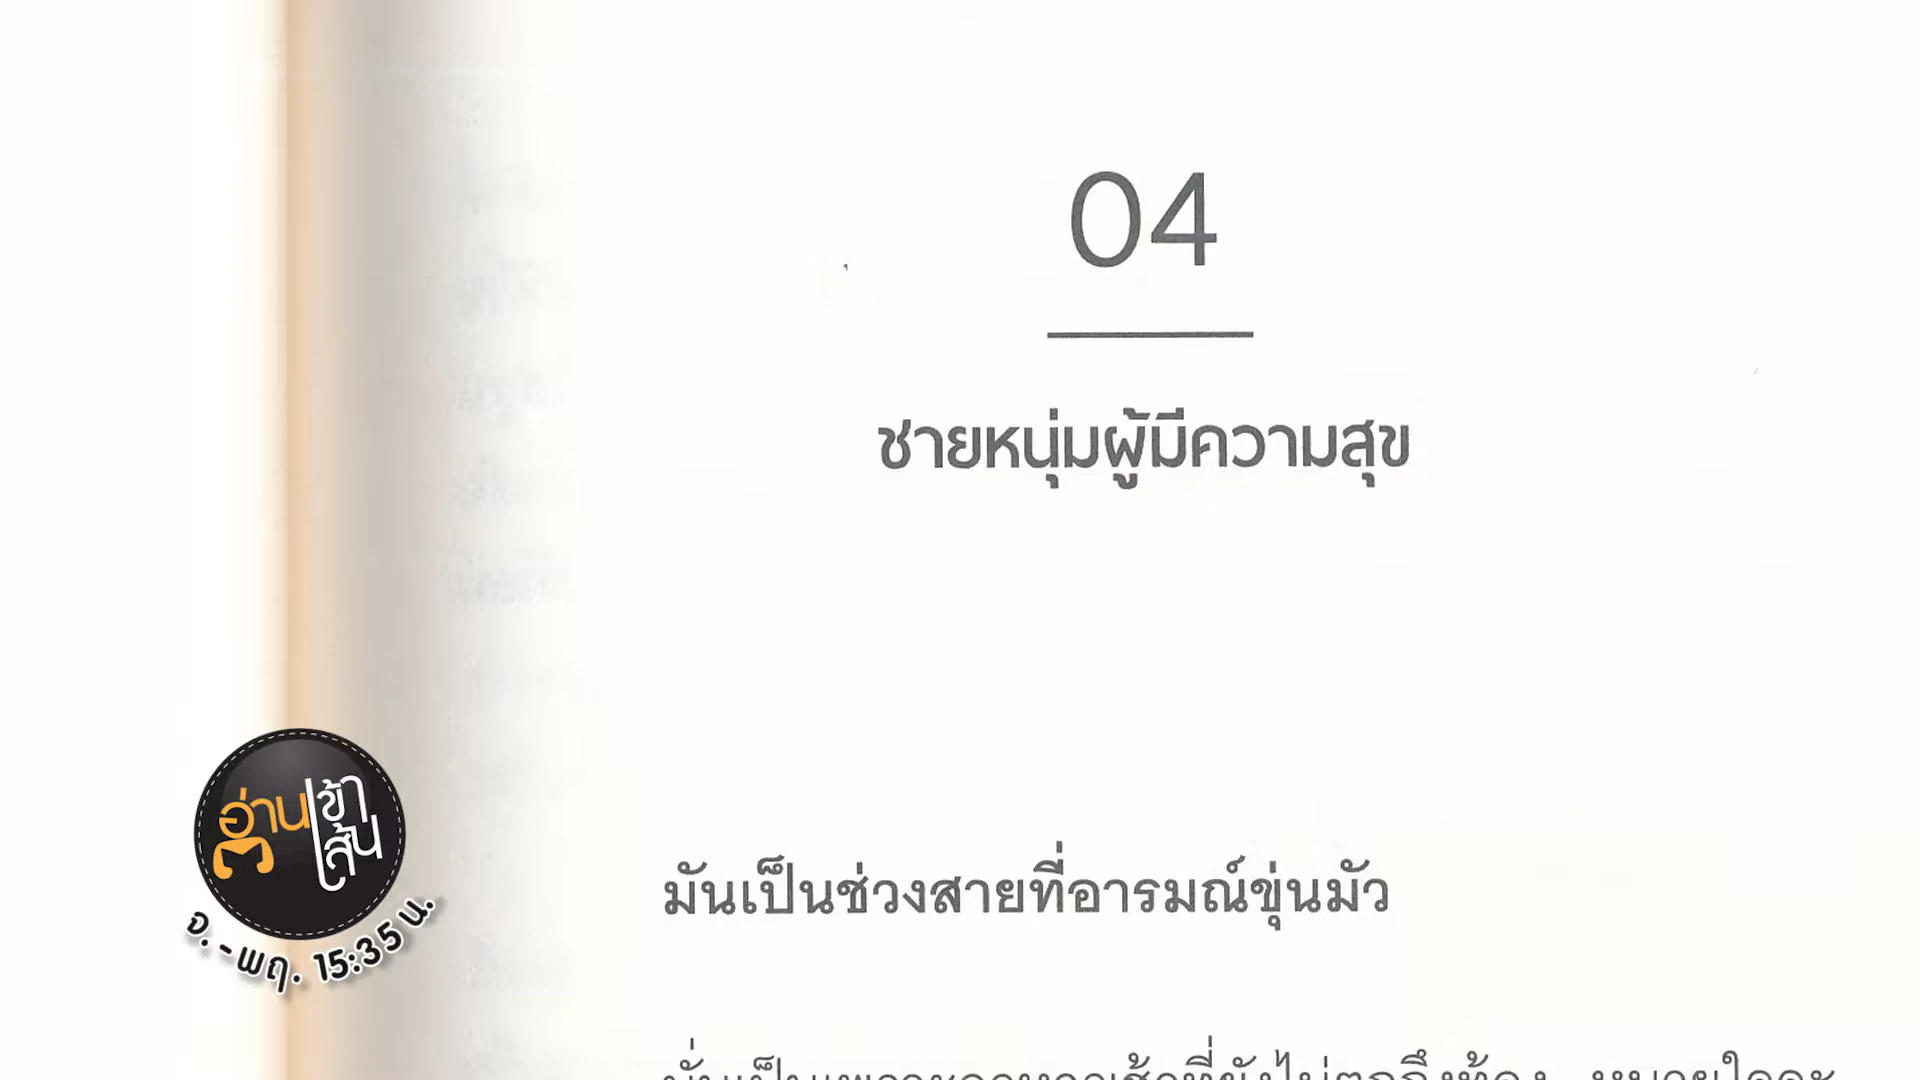 04
ชายหนุ่มผู้มีความสุข
มันเป็นช่วงสายที่อารมณ์ขุ่นมัว
อ่าน
เข้า
เส้น
จ.-พฤ. 15:35 น.